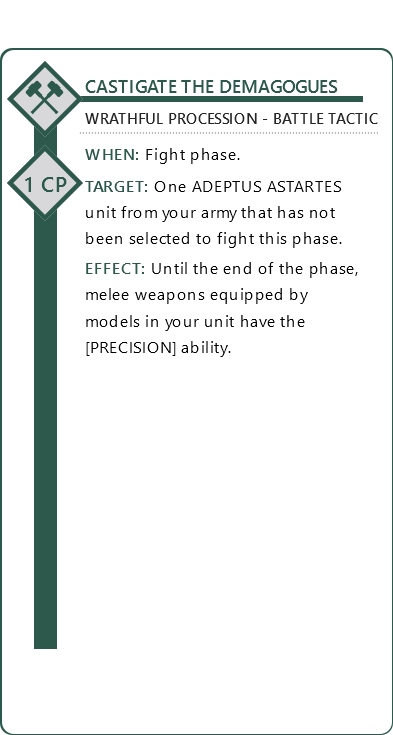 CASTIGATE THE DEMAGOGUES
WRATHFUL PROCESSION - BATTLE TACTIC
WHEN: Fight phase.
1 CP
TARGET: One ADEPTUS ASTARTES
unit from your army that has not
been selected to fight this phase.
EFFECT: Until the end of the phase,
melee weapons equipped by
models in your unit have the
[PRECISION] ability.